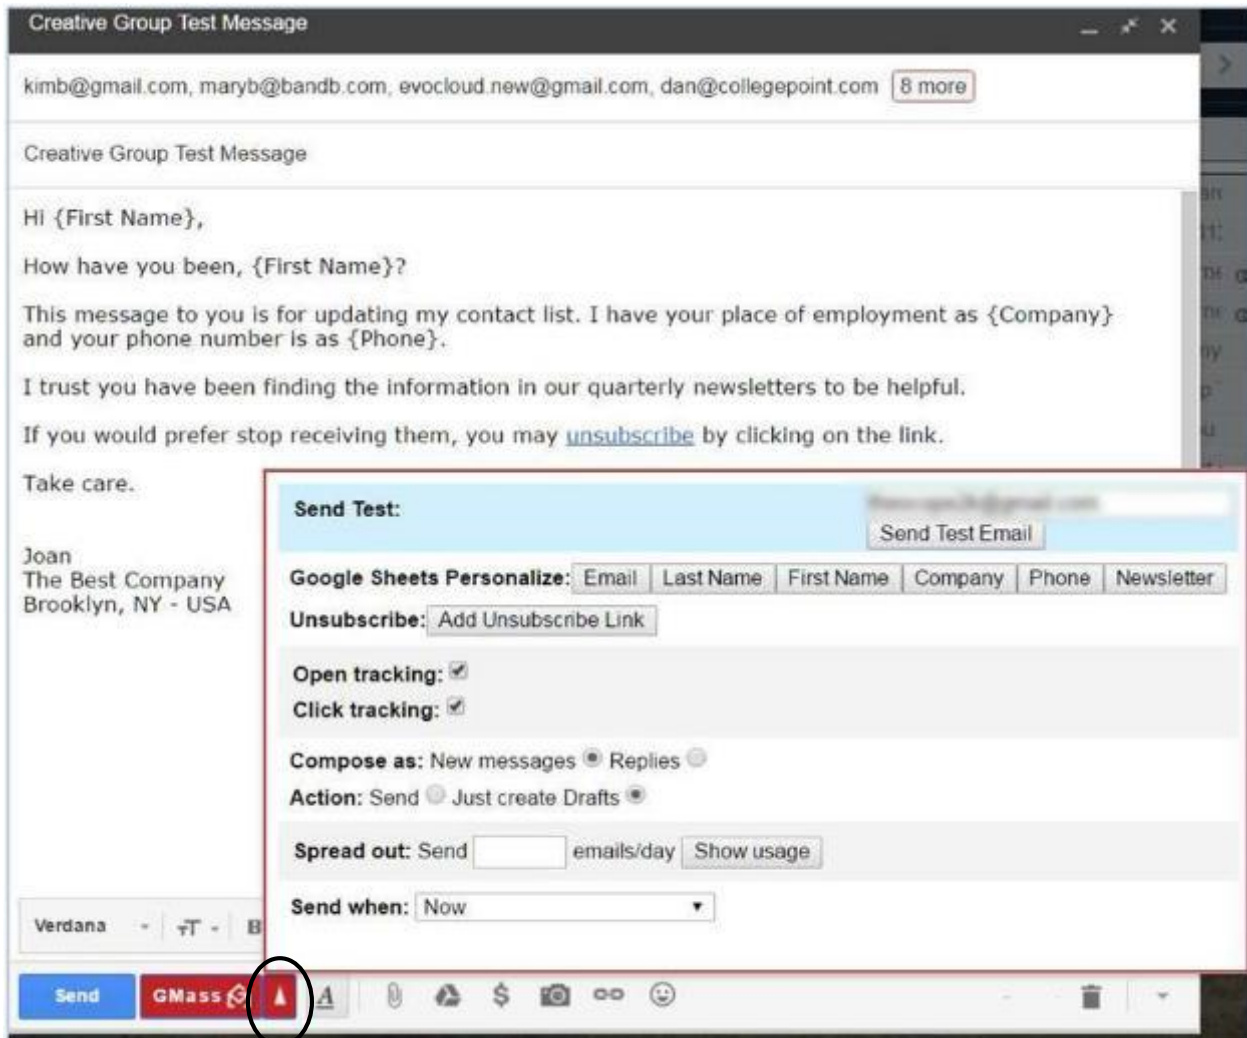 Creative Group Test Message
kimb@gmail.com, maryb@bandb.com, evocloud.new@gmail.com, dan@collegepoint.com 8 more
Creative Group Test Message
Hi {First Name},
How have you been, {First Name}?
This message to you is for updating my contact list. I have your place of employment as {Company}
and your phone number is as {Phone}.
I trust you have been finding the information in our quarterly newsletters to be helpful.
If you would prefer stop receiving them, you may unsubscribe by clicking on the link.
Take care.
Joan
The Best Company
Brooklyn, NY - USA
Send Test:
Send Test Email
Google Sheets Personalize: Email Last Name First Name Company Phone Newsletter
Unsubscribe: Add Unsubscribe Link
Open tracking:
Click tracking:
Compose as: New messages Replies
Action: Send Just create Drafts
Spread out: Send emails/day Show usage
Send when: Now
Verdana TT B
Send GMass A $